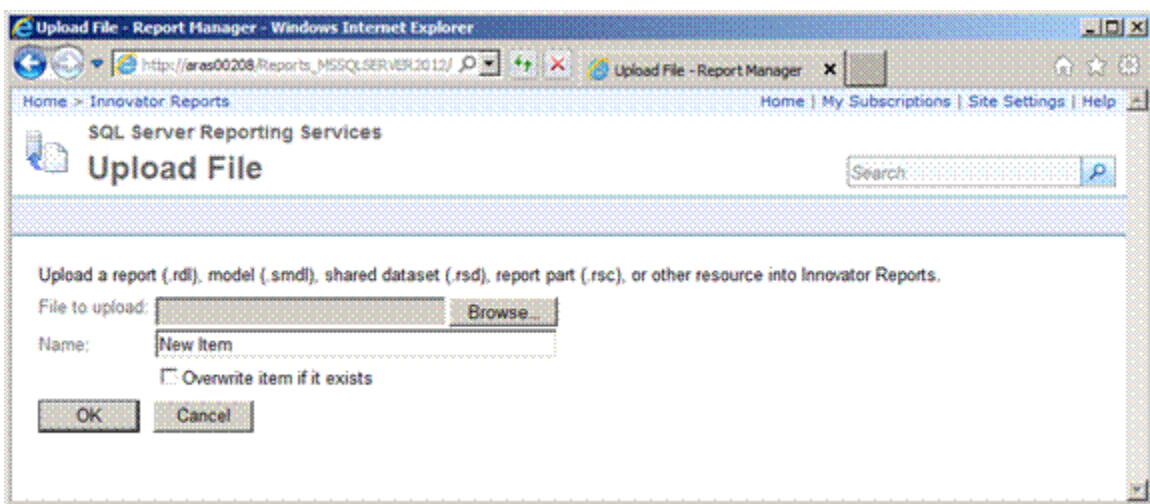 Upload File - Report Manager - Windows Internet Explorer
http://aras00208/Reports_MSSQLSERVER2012/
Upload File - Report Manager
Home > Innovator Reports
Home | My Subscriptions | Site Settings | Help
SQL Server Reporting Services
Upload File
Search
Upload a report (.rdl), model (.smdl), shared dataset (.rsd), report part (.rsc), or other resource into Innovator Reports.
File to upload:
Browse...
Name:
New Item
Overwrite item if it exists
OK
Cancel